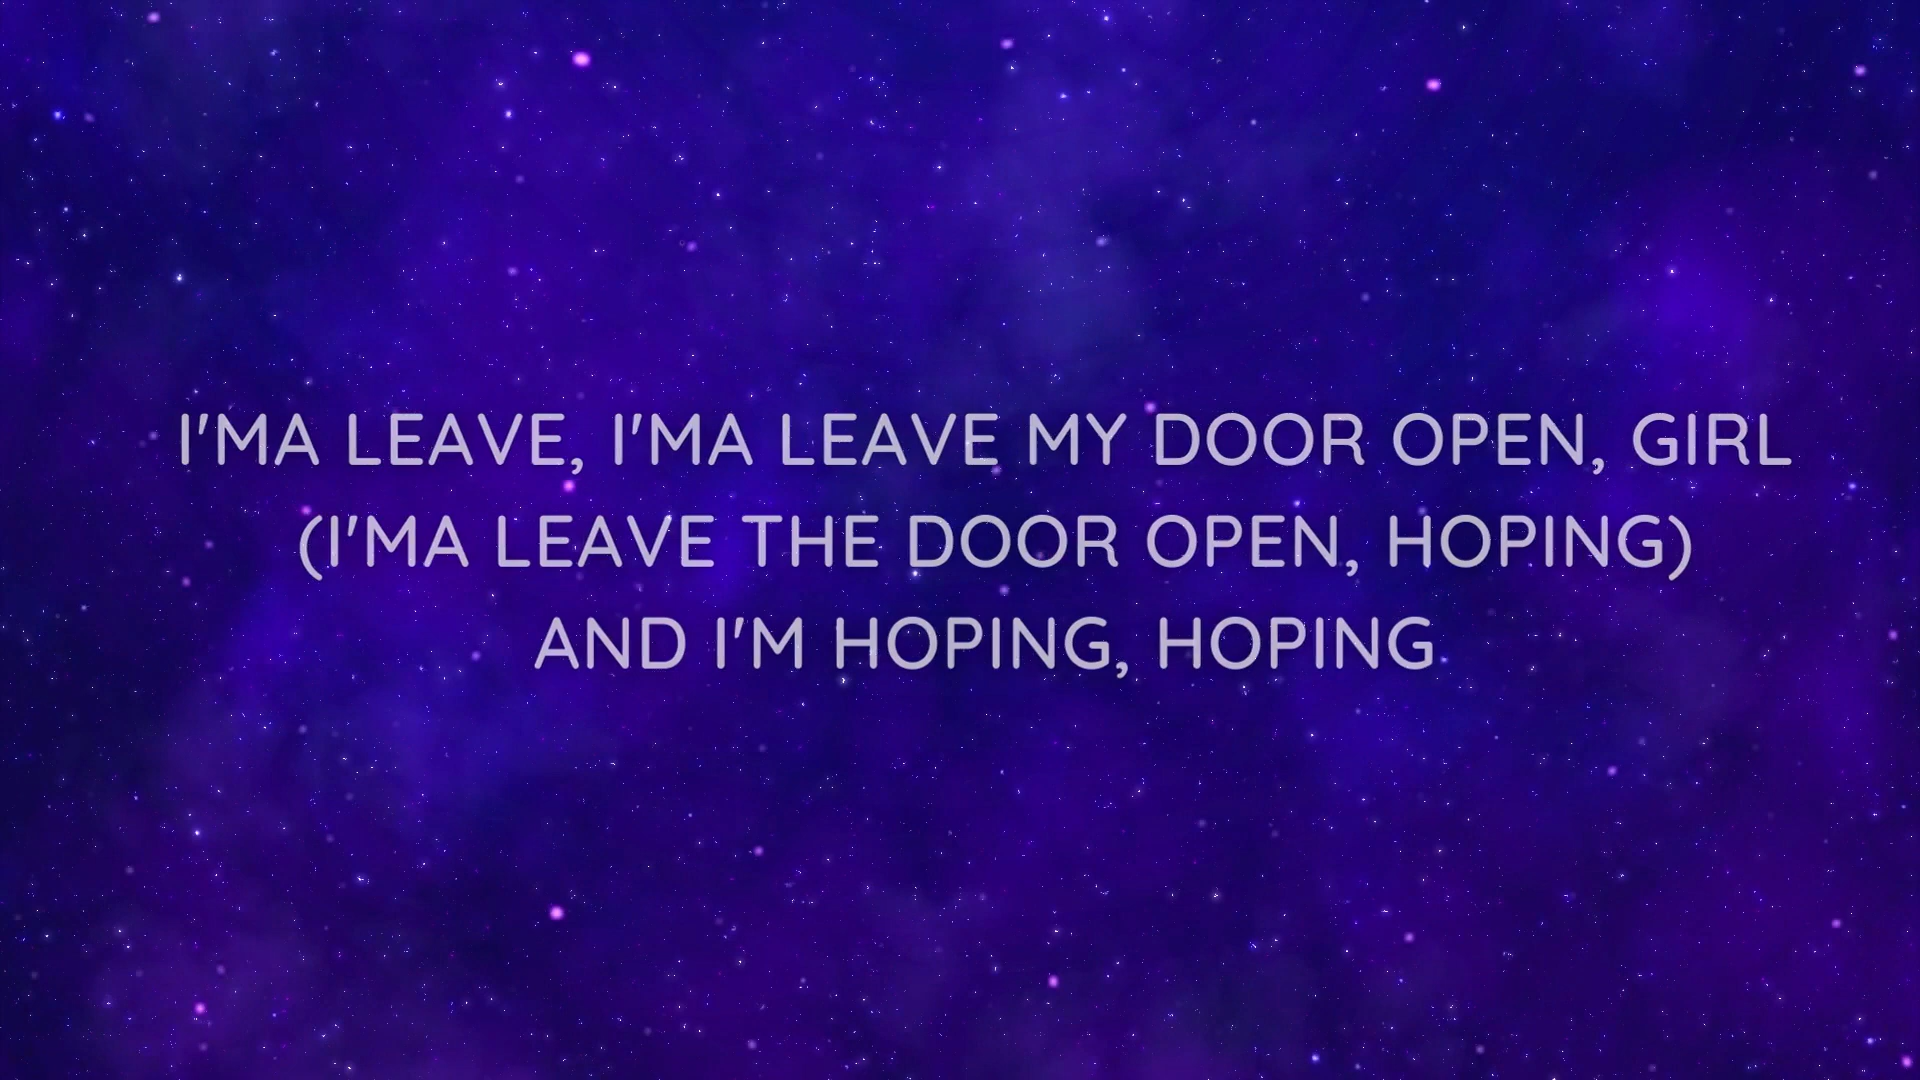 I'MA LEAVE, I'MA LEAVE MY DOOR OPEN, GIRL
(I'MA LEAVE THE DOOR OPEN, HOPING)
AND I'M HOPING, HOPING